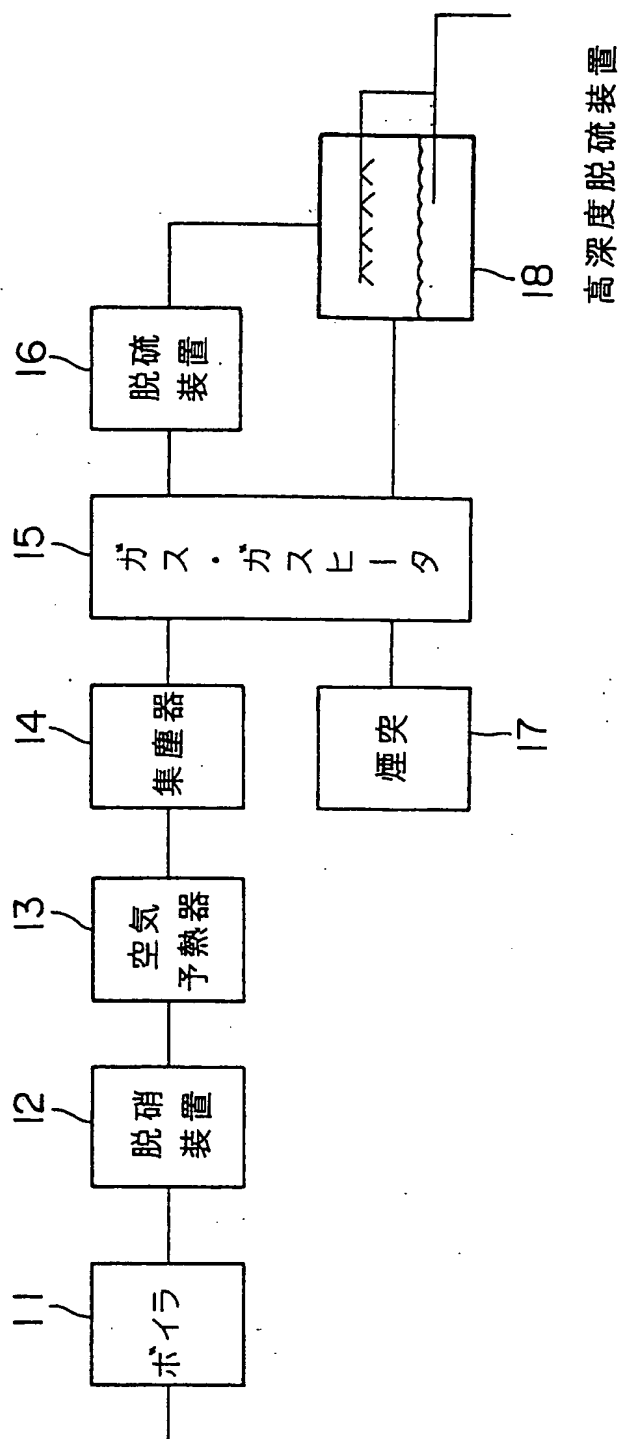 11
ボイラ
12
脱硝
装置
13
空気
予熱器
14
集塵器
15
ガス・ガスヒータ
16
脱硫
装置
17
煙突
18
高深度脱硫装置